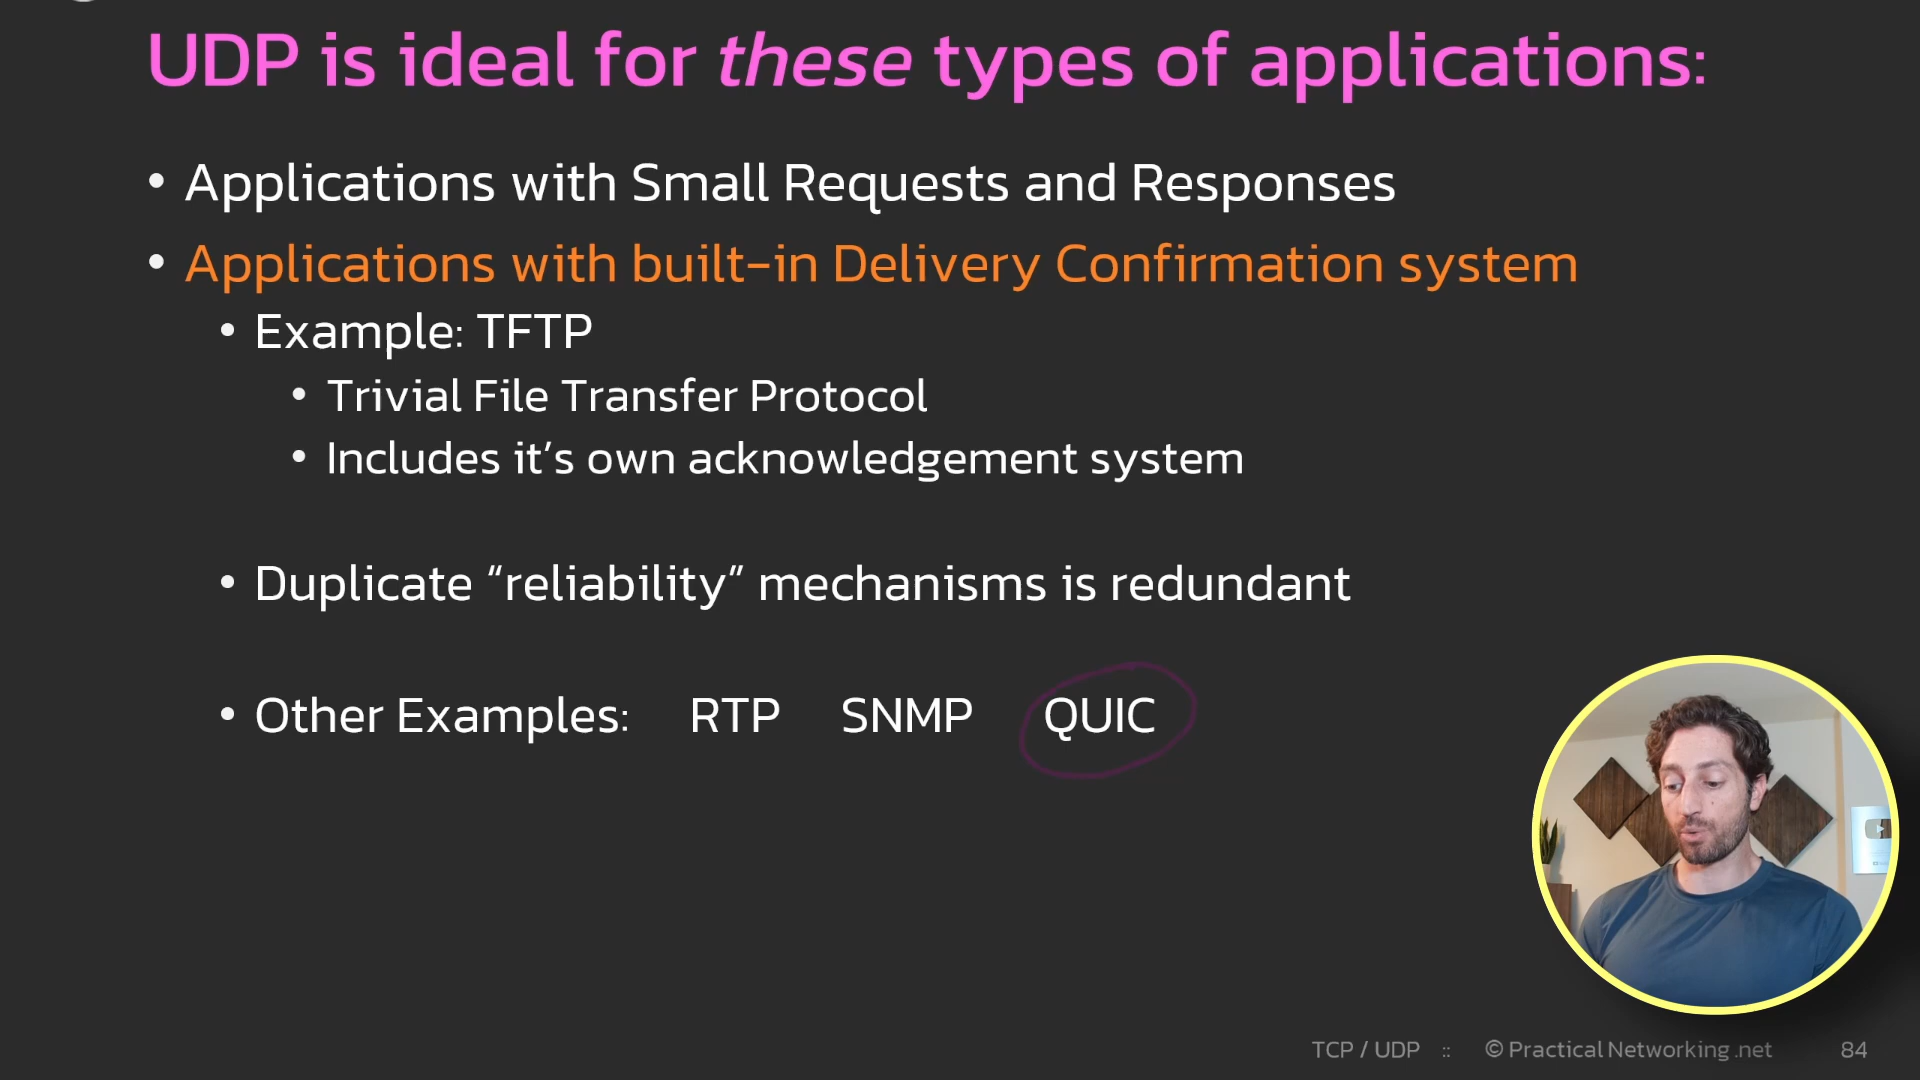 UDP is ideal for these types of applications:
• Applications with Small Requests and Responses
• Applications with built-in Delivery Confirmation system
• Example: TFTP
• Trivial File Transfer Protocol
• Includes it’s own acknowledgement system
• Duplicate “reliability” mechanisms is redundant
• Other Examples: RTP SNMP QUIC
TCP / UDP :: © Practical Networking .net 84